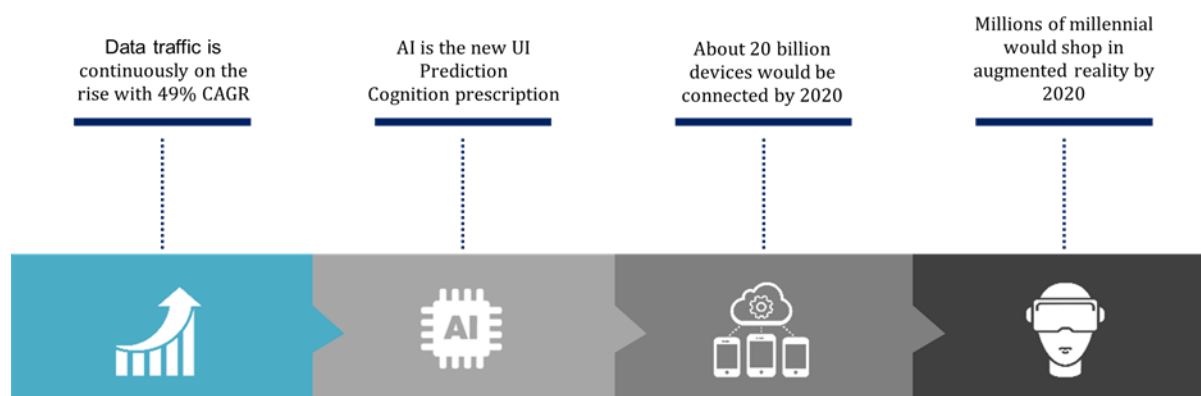 Data traffic is
continuously on the
rise with 49% CAGR
AI is the new UI
Prediction
Cognition prescription
About 20 billion
devices would be
connected by 2020
Millions of millennial
would shop in
augmented reality by
2020
AI